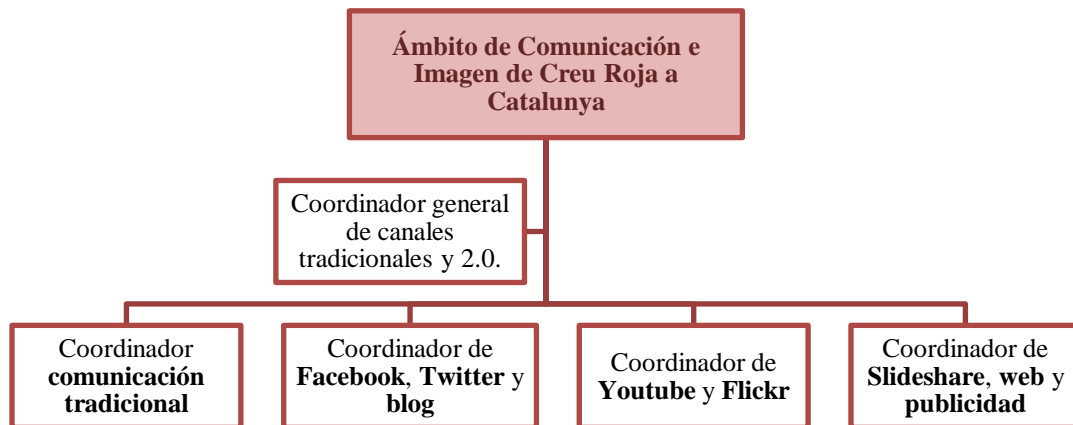 Ámbito de Comunicación e
Imagen de Creu Roja a
Catalunya
Coordinador general
de canales
tradicionales y 2.0.
Coordinador
comunicación
tradicional
Coordinador de
Facebook, Twitter y
blog
Coordinador de
Youtube y Flickr
Coordinador de
Slideshare, web y
publicidad